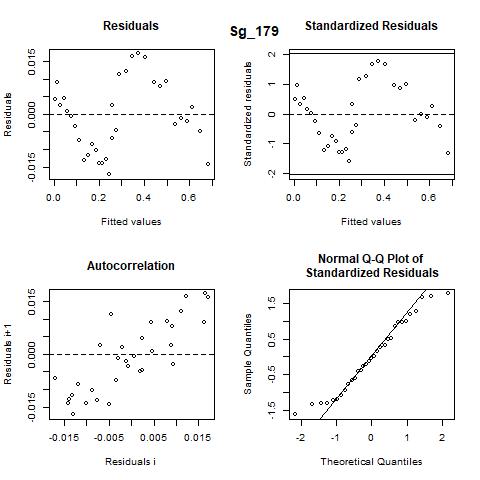 Sg_179
Residuals
Residuals
0.015
0.000
-0.015
0.0
0.2
0.4
0.6
Fitted values
Standardized Residuals
Standardized residuals
2
1
0
-1
-2
0.0
0.2
0.4
0.6
Fitted values
Autocorrelation
Residuals i+1
0.015
0.000
-0.015
-0.015
-0.005
0.005
0.015
Residuals i
Normal Q-Q Plot of
Standardized Residuals
Sample Quantiles
1.5
0.5
-0.5
-1.5
-2
-1
0
1
2
Theoretical Quantiles